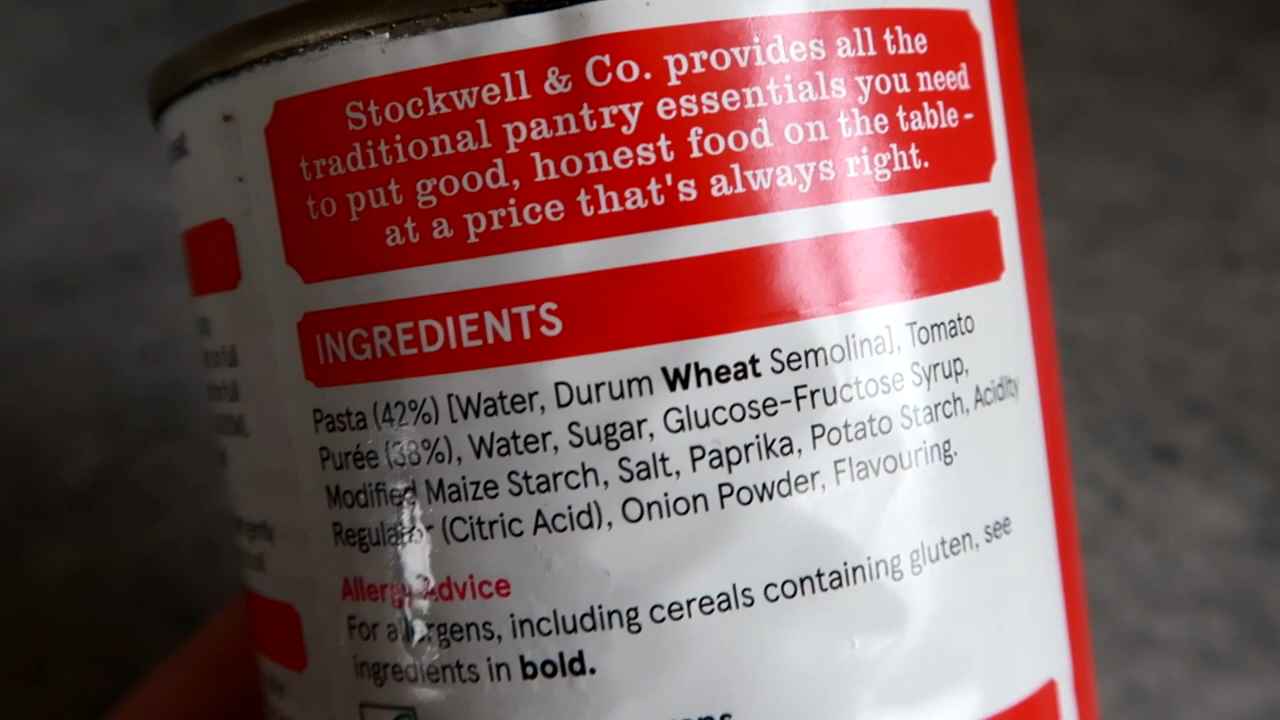 Stockwell & Co. provides all the
traditional pantry essentials you need
to put good, honest food on the table -
at a price that's always right.
INGREDIENTS
Pasta (42%) [Water, Durum Wheat Semolina], Tomato
Purée (38%), Water, Sugar, Glucose-Fructose Syrup,
Modified Maize Starch, Salt, Paprika, Potato Starch, Acidity
Regulator (Citric Acid), Onion Powder, Flavouring.
Allergy Advice
For allergens, including cereals containing gluten, see
ingredients in bold.